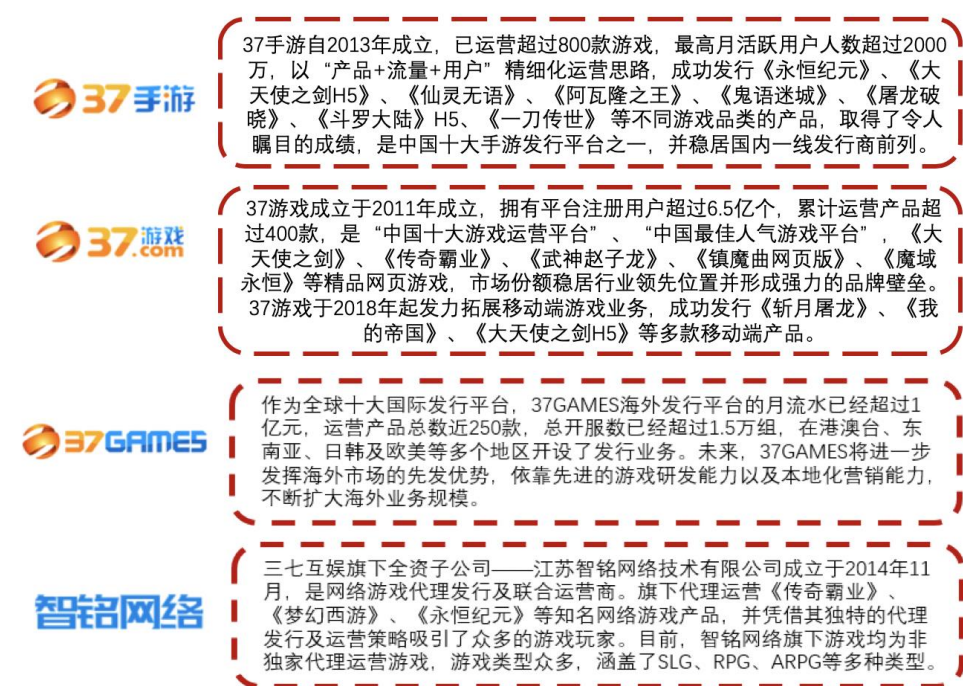 37手游
37手游自2013年成立，已运营超过800款游戏，最高月活跃用户人数超过2000
万，以“产品+流量+用户”精细化运营思路，成功发行《永恒纪元》、《大
天使之剑H5》、《仙灵无语》、《阿瓦隆之王》、《鬼语迷城》、《屠龙破
晓》、《斗罗大陆》H5、《一刀传世》等不同游戏品类的产品，取得了令人
瞩目的成绩，是中国十大手游发行平台之一，并稳居国内一线发行商前列。
37游戏.com
37游戏成立于2011年成立，拥有平台注册用户超过6.5亿个，累计运营产品超
过400款，是“中国十大游戏运营平台”、“中国最佳人气游戏平台”，《大
天使之剑》、《传奇霸业》、《武神赵子龙》、《镇魔曲网页版》、《魔域
永恒》等精品网页游戏，市场份额稳居行业领先位置并形成强力的品牌壁垒。
37游戏于2018年起发力拓展移动端游戏业务，成功发行《斩月屠龙》、《我
的帝国》、《大天使之剑H5》等多款移动端产品。
37GAMES
作为全球十大国际发行平台，37GAMES海外发行平台的月流水已经超过1
亿元，运营产品总数近250款，总开服数已经超过1.5万组，在港澳台、东
南亚、日韩及欧美等多个地区开设了发行业务。未来，37GAMES将进一步
发挥海外市场的先发优势，依靠先进的游戏研发能力以及本地化营销能力，
不断扩大海外业务规模。
智铭网络
三七互娱旗下全资子公司——江苏智铭网络技术有限公司成立于2014年11
月，是网络游戏代理发行及联合运营商。旗下代理运营《传奇霸业》、
《梦幻西游》、《永恒纪元》等知名网络游戏产品，并凭借其独特的代理
发行及运营策略吸引了众多的游戏玩家。目前，智铭网络旗下游戏均为非
独家代理运营游戏，游戏类型众多，涵盖了SLG、RPG、ARPG等多种类型。